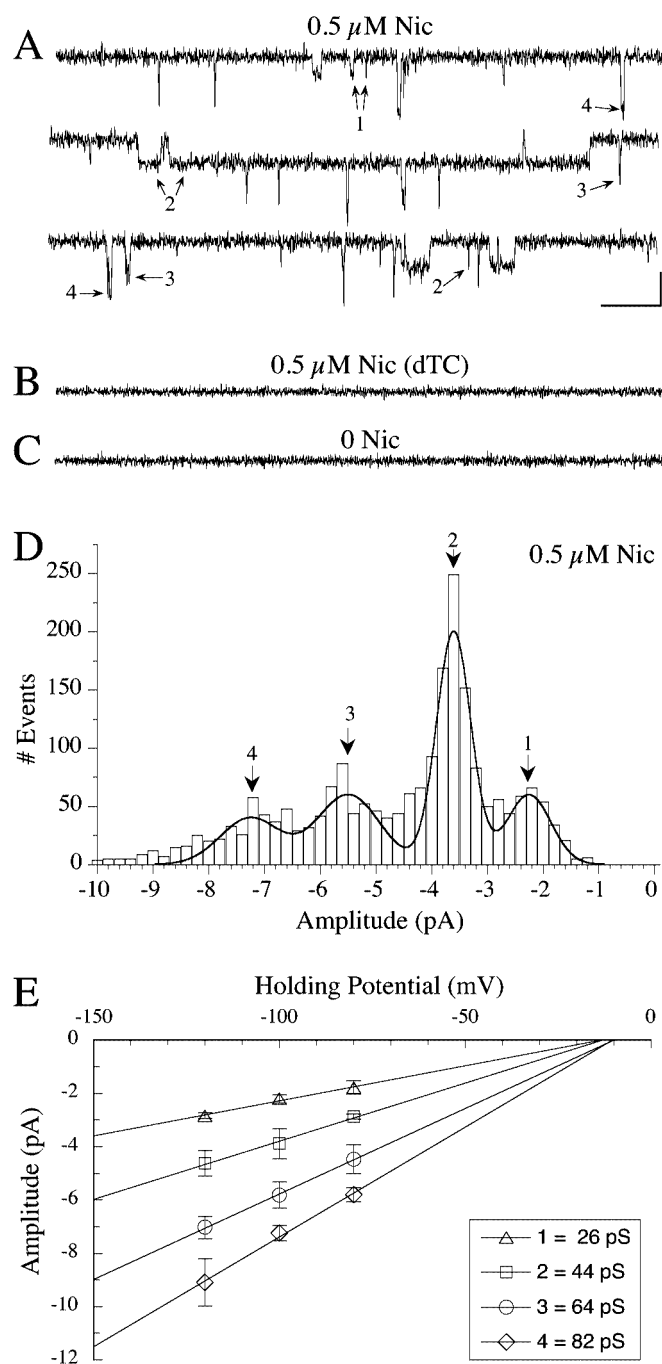 A
0.5 μM Nic
1
4
2
3
4
3
2
B
0.5 μM Nic (dTC)
C
0 Nic
D
0.5 μM Nic
2
3
4
1
250
200
150
100
50
0
# Events
-10 -9 -8 -7 -6 -5 -4 -3 -2 -1 0
Amplitude (pA)
E
Holding Potential (mV)
-150 -100 -50 0
0
-2
-4
-6
-8
-10
-12
Amplitude (pA)
1 = 26 pS
2 = 44 pS
3 = 64 pS
4 = 82 pS